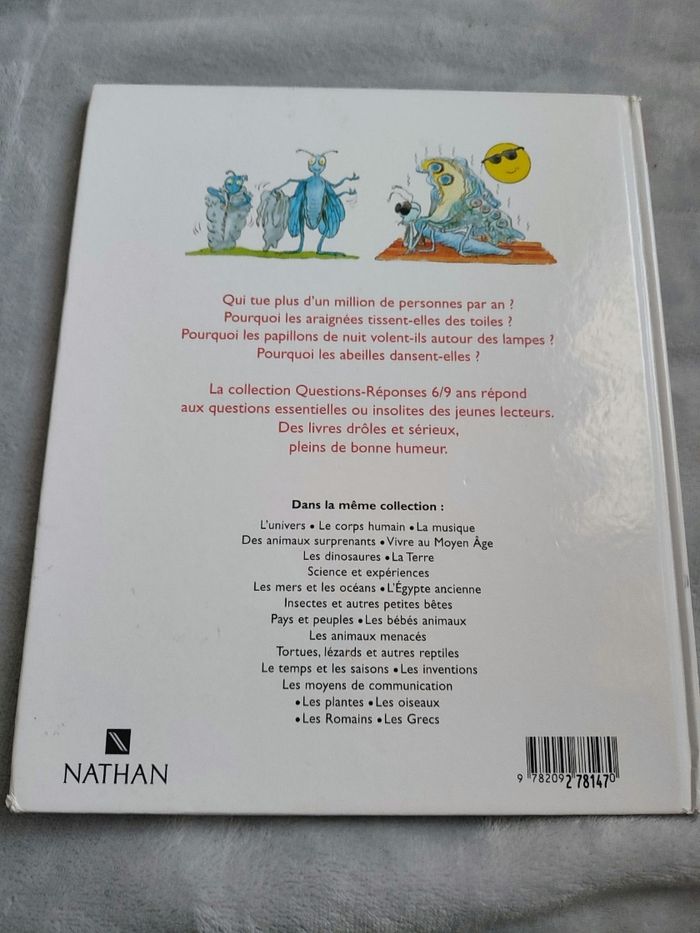 Qui tue plus d'un million de personnes par an ?
Pourquoi les araignées tissent-elles des toiles ?
Pourquoi les papillons de nuit volent-ils autour des lampes ?
Pourquoi les abeilles dansent-elles ?
La collection Questions-Réponses 6/9 ans répond
aux questions essentielles ou insolites des jeunes lecteurs.
Des livres drôles et sérieux,
pleins de bonne humeur.
Dans la même collection :
L'univers • Le corps humain • La musique
Des animaux surprenants • Vivre au Moyen Âge
Les dinosaures • La Terre
Science et expériences
Les mers et les océans • L'Égypte ancienne
Insectes et autres petites bêtes
Pays et peuples • Les bébés animaux
Les animaux menacés
Tortues, lézards et autres reptiles
Le temps et les saisons • Les inventions
Les moyens de communication
• Les plantes • Les oiseaux
• Les Romains • Les Grecs
NATHAN
9 782092 781470